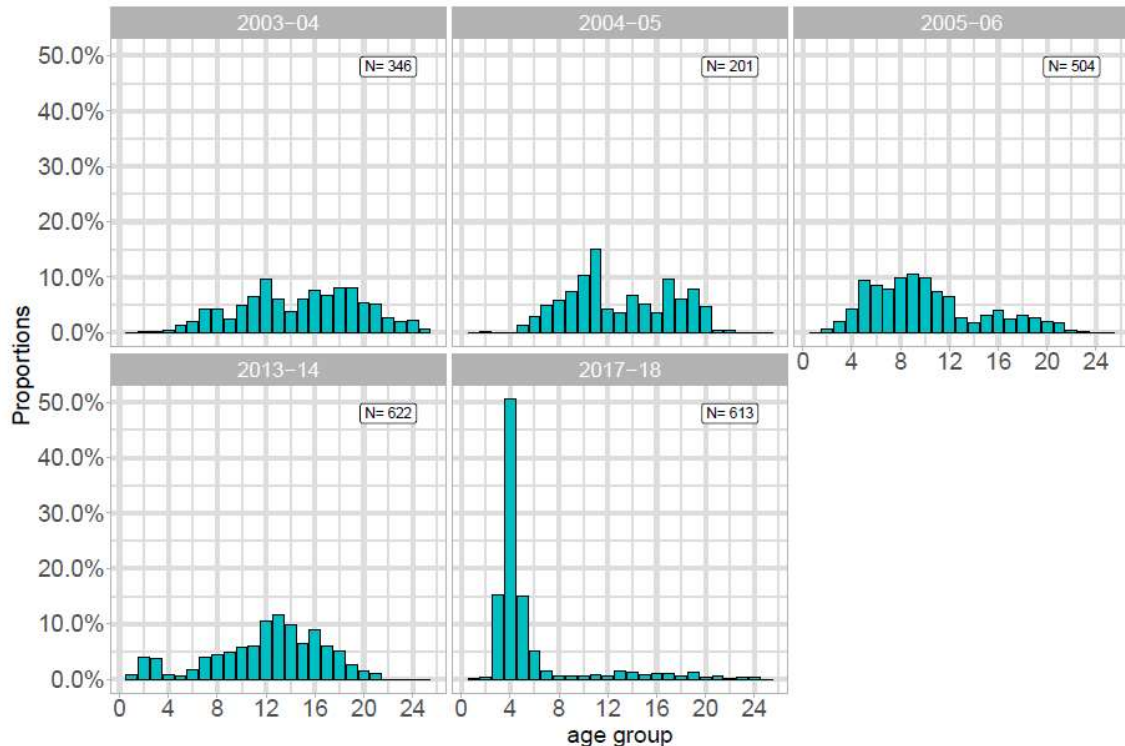 2003-04 2004-05 2005-06
50.0% N= 346 N= 201 N= 504
40.0%
30.0%
20.0%
10.0%
0.0%
0 4 8 12 16 20 24
Proportions
2013-14 2017-18
50.0% N= 622 N= 613
40.0%
30.0%
20.0%
10.0%
0.0%
0 4 8 12 16 20 24 0 4 8 12 16 20 24
age group